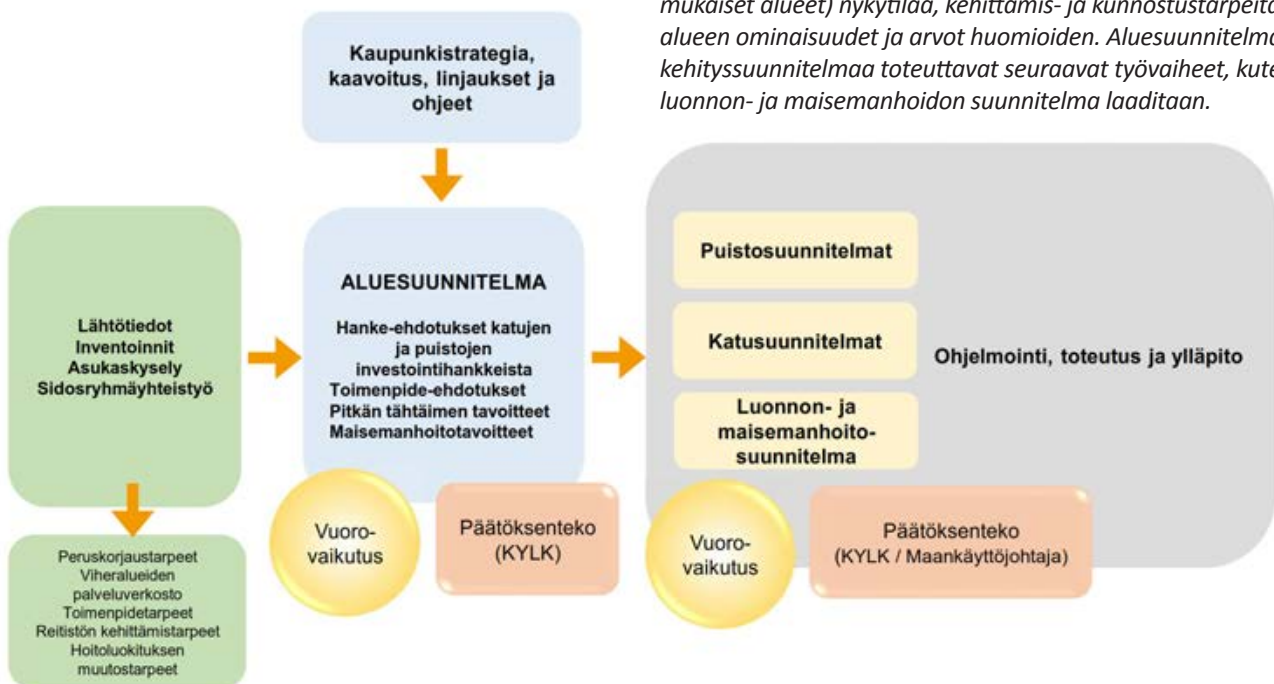 mukaiset alueet) nykytilaa, kehittämis- ja kunnostustarpeita
alueen ominaisuudet ja arvot huomioiden.
kehityssuunnitelmaa toteuttavat seuraavat työvaiheet,
luonnon- ja maisemanhoidon suunnitelma laaditaan.
Kaupunkistrategia,
kaavoitus, linjaukset ja
ohjeet
Lähtötiedot
Inventoinnit
Asukaskysely
Sidosryhmäyhteistyö
Peruskorjaustarpeet
Viheralueiden
palveluverkosto
Toimenpidetarpeet
Reitistön kehittämistarpeet
Hoitoluokituksen
muutostarpeet
ALUESUUNNITELMA
Hanke-ehdotukset katujen
ja puistojen
investointihankkeista
Toimenpide-ehdotukset
Pitkän tähtäimen tavoitteet
Maisemanhoitotavoitteet
Vuoro-
vaikutus
Päätöksenteko
(KYLK)
Puistosuunnitelmat
Katusuunnitelmat
Luonnon- ja
maisemanhoito-
suunnitelma
Ohjelmointi, toteutus ja ylläpito
Vuoro-
vaikutus
Päätöksenteko
(KYLK / Maankäyttöjohtaja)